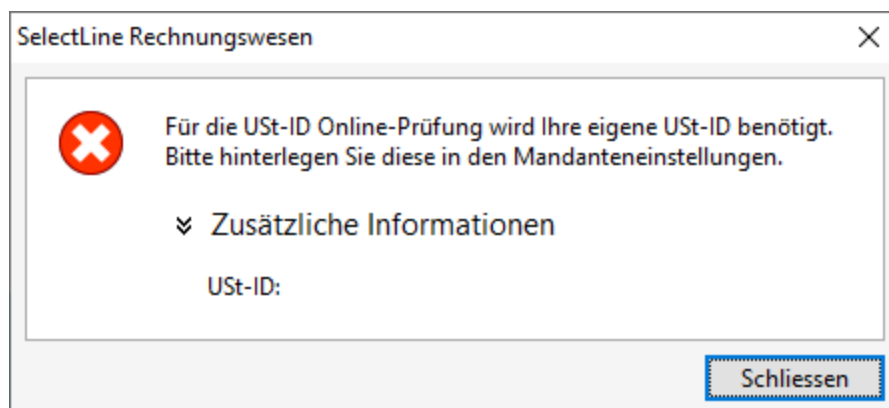 SelectLine Rechnungswesen
Für die USt-ID Online-Prüfung wird Ihre eigene USt-ID benötigt.
Bitte hinterlegen Sie diese in den Mandanteneinstellungen.
Zusätzliche Informationen
USt-ID:
Schliessen